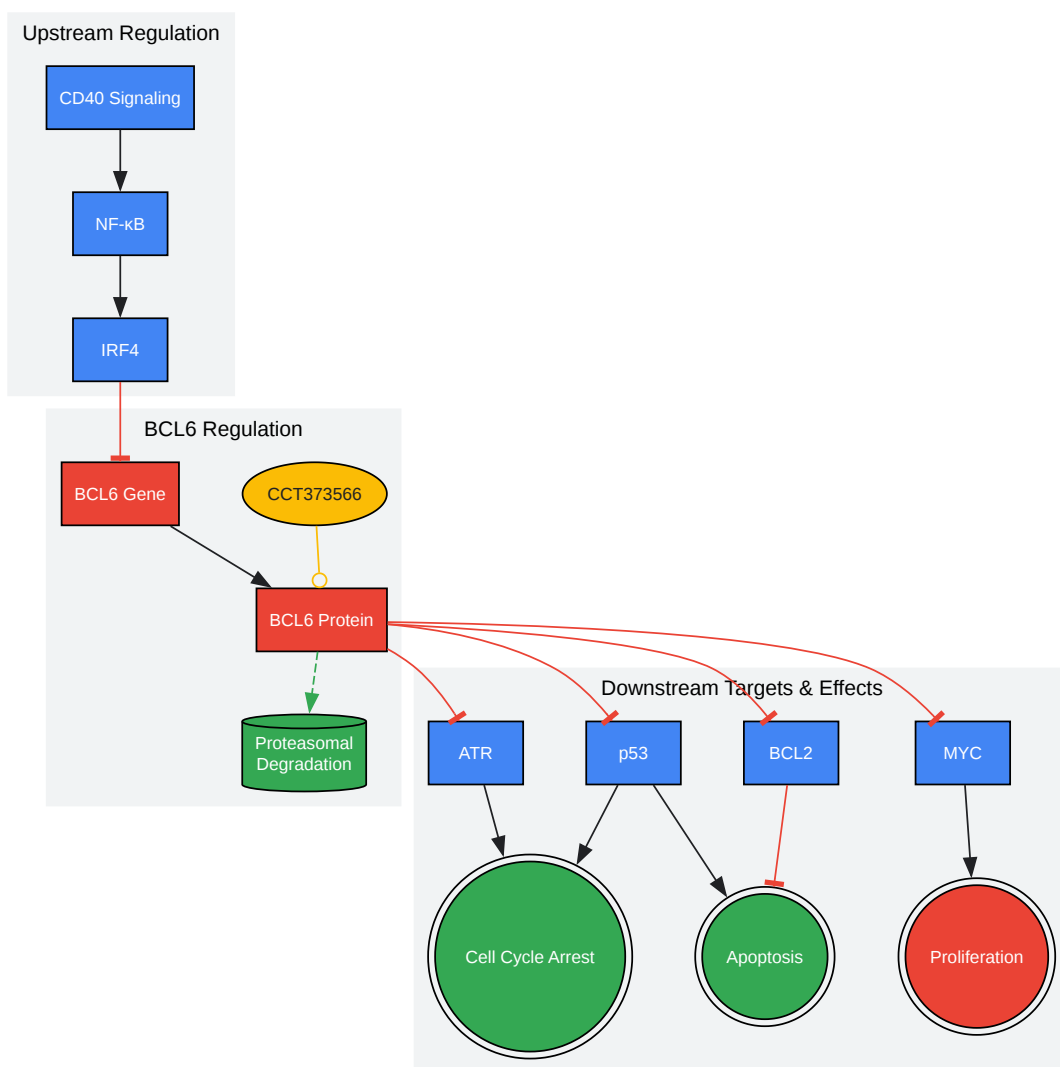 Upstream Regulation
CD40 Signaling
NF-κB
IRF4
BCL6 Regulation
BCL6 Gene
CCT373566
BCL6 Protein
Proteasomal
Degradation
Downstream Targets & Effects
ATR
p53
BCL2
MYC
Cell Cycle Arrest
Apoptosis
Proliferation